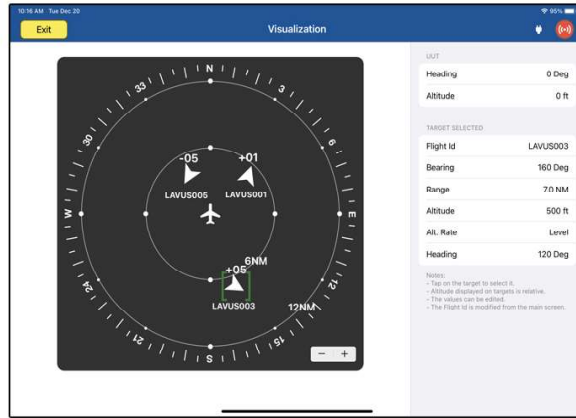 10:16 AM Tue Dec 20
95%
Exit
Visualization
N
3
6
E
12
15
S
21
24
W
30
33
-05
LAVUS005
+01
LAVUS001
6NM
+05
LAVUS003
12NM
− +
UUT
Heading 0 Deg
Altitude 0 ft
TARGET SELECTED
Flight Id LAVUS003
Bearing 160 Deg
Range 7.0 NM
Altitude 500 ft
Alt. Rate Level
Heading 120 Deg
Notes:
- Tap on the target to select it.
- Altitude displayed on targets is relative.
- The values can be edited.
- The Flight Id is modified from the main screen.